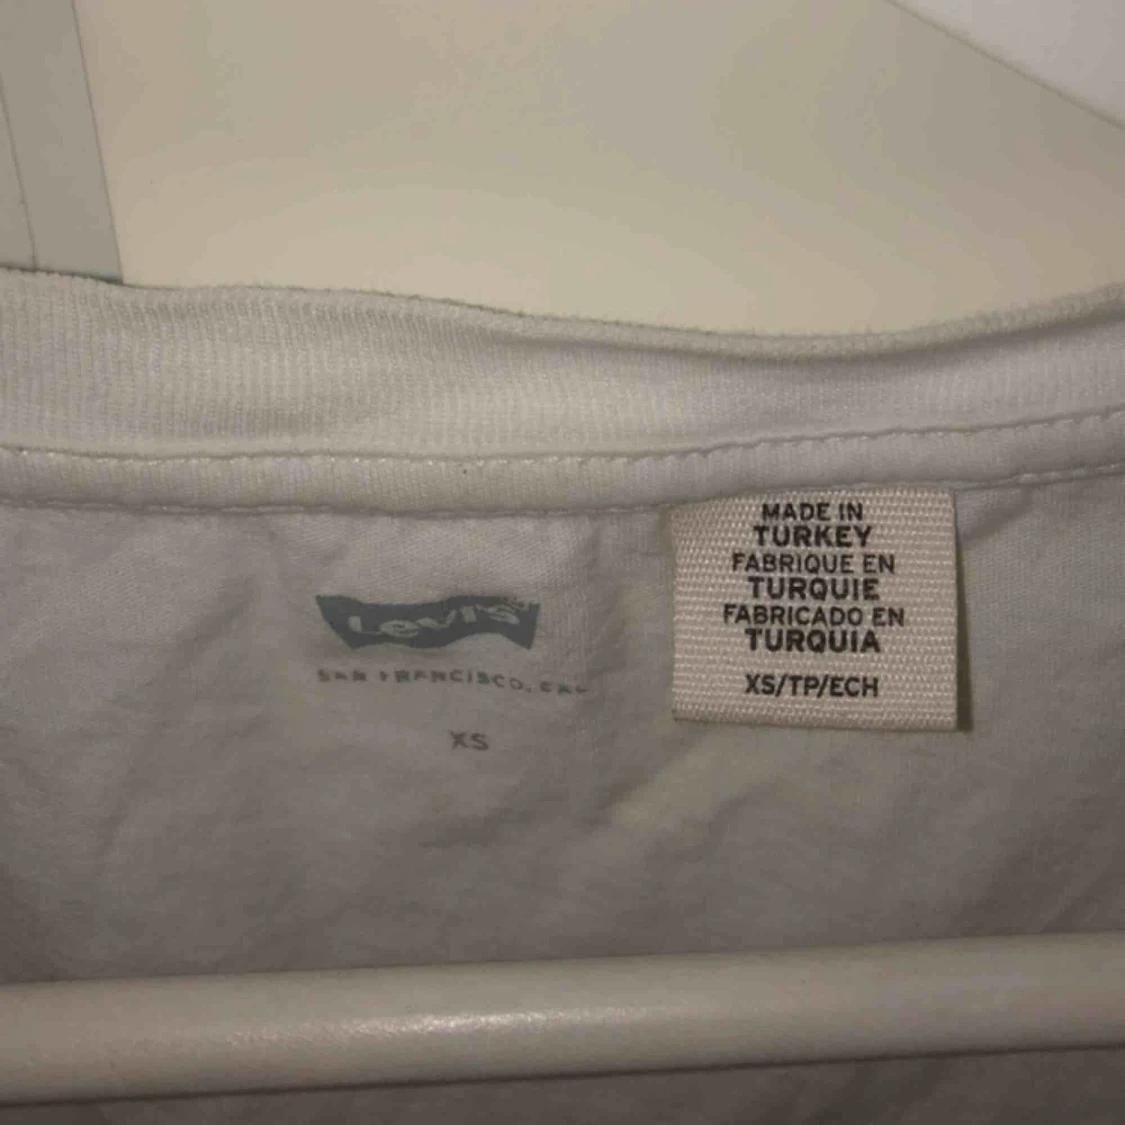 Levi's
SAN FRANCISCO, CAL
XS
MADE IN
TURKEY
FABRIQUE EN
TURQUIE
FABRICADO EN
TURQUIA
XS/TP/ECH